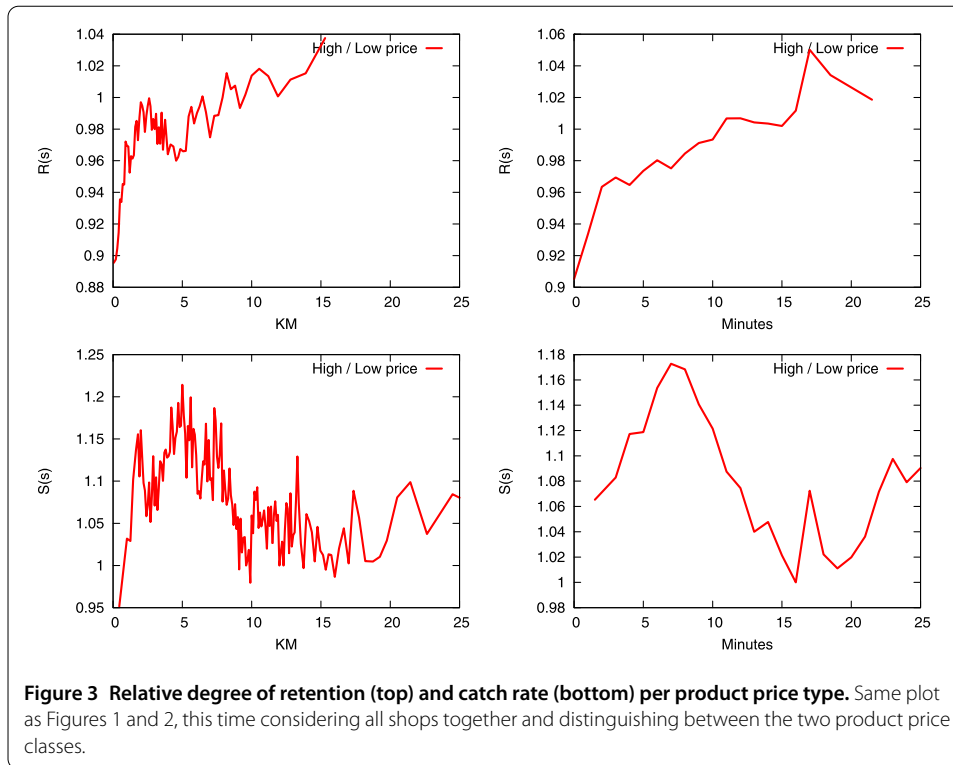 1.04
1.02
1
0.98
0.96
0.94
0.92
0.9
0.88
R(s)
0 5 10 15 20 25
KM
High / Low price
1.06
1.04
1.02
1
0.98
0.96
0.94
0.92
0.9
R(s)
0 5 10 15 20 25
Minutes
High / Low price
1.25
1.2
1.15
1.1
1.05
1
0.95
S(s)
0 5 10 15 20 25
KM
High / Low price
1.18
1.16
1.14
1.12
1.1
1.08
1.06
1.04
1.02
1
0.98
S(s)
0 5 10 15 20 25
Minutes
High / Low price
Figure 3 Relative degree of retention (top) and catch rate (bottom) per product price type. Same plot
as Figures 1 and 2, this time considering all shops together and distinguishing between the two product price
classes.